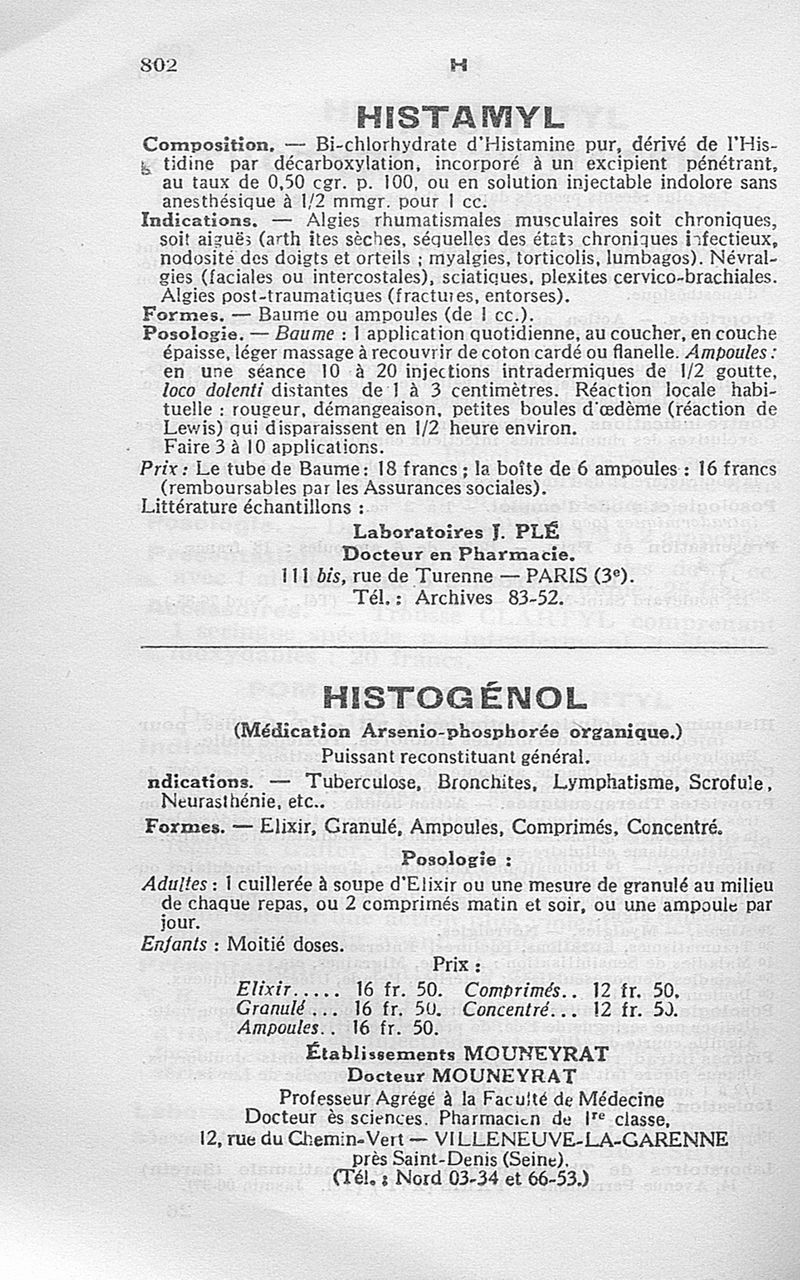 802
H
HISTAMYL
Composition. — Bi-chlorhydrate d'Histamine pur, dérivé de l'His-
tidine par décarboxylation, incorporé à un excipient pénétrant,
au taux de 0,50 cgr. p. 100, ou en solution injectable indolore sans
anesthésique à 1/2 mmgr. pour 1 cc.
Indications. — Algies rhumatismales musculaires soit chroniques,
soit aiguës (arth ites sèches, séquelles des états chroniques infectieux,
nodosité des doigts et orteils ; myalgies, torticolis, lumbagos). Névral-
gies (faciales ou intercostales), sciatiques, plexites cervico-brachiales.
Algies post-traumatiques (fractures, entorses).
Formes. — Baume ou ampoules (de 1 cc.).
Posologie. — Baume : 1 application quotidienne, au coucher, en couche
épaisse, léger massage à recouvrir de coton cardé ou flanelle. Ampoules :
en une séance 10 à 20 injections intradermiques de 1/2 goutte,
loco dolenti distantes de 1 à 3 centimètres. Réaction locale habi-
tuelle : rougeur, démangeaison, petites boules d'œdème (réaction de
Lewis) qui disparaissent en 1/2 heure environ.
Faire 3 à 10 applications.
Prix : Le tube de Baume : 18 francs ; la boîte de 6 ampoules : 16 francs
(remboursables par les Assurances sociales).
Littérature échantillons :
Laboratoires J. PLÉ
Docteur en Pharmacie.
111 bis, rue de Turenne — PARIS (3e).
Tél. : Archives 83-52.
HISTOGÉNOL
(Médication Arsenio-phosphorée organique.)
Puissant reconstituant général.
ndications. — Tuberculose, Bronchites, Lymphatisme, Scrofule,
Neurasthénie, etc..
Formes. — Elixir, Granulé, Ampoules, Comprimés, Concentré.
Posologie :
Adultes : 1 cuillerée à soupe d'Elixir ou une mesure de granulé au milieu
de chaque repas, ou 2 comprimés matin et soir, ou une ampoule par
jour.
Enfants : Moitié doses.
Prix :
Elixir..... 16 fr. 50. Comprimés.. 12 fr. 50.
Granulé ... 16 fr. 50. Concentré... 12 fr. 50.
Ampoules.. 16 fr. 50.
Établissements MOUNEYRAT
Docteur MOUNEYRAT
Professeur Agrégé à la Faculté de Médecine
Docteur ès sciences. Pharmacien de 1re classe,
12, rue du Chemin-Vert — VILLENEUVE-LA-GARENNE
près Saint-Denis (Seine).
(Tél. : Nord 03-34 et 66-53.)